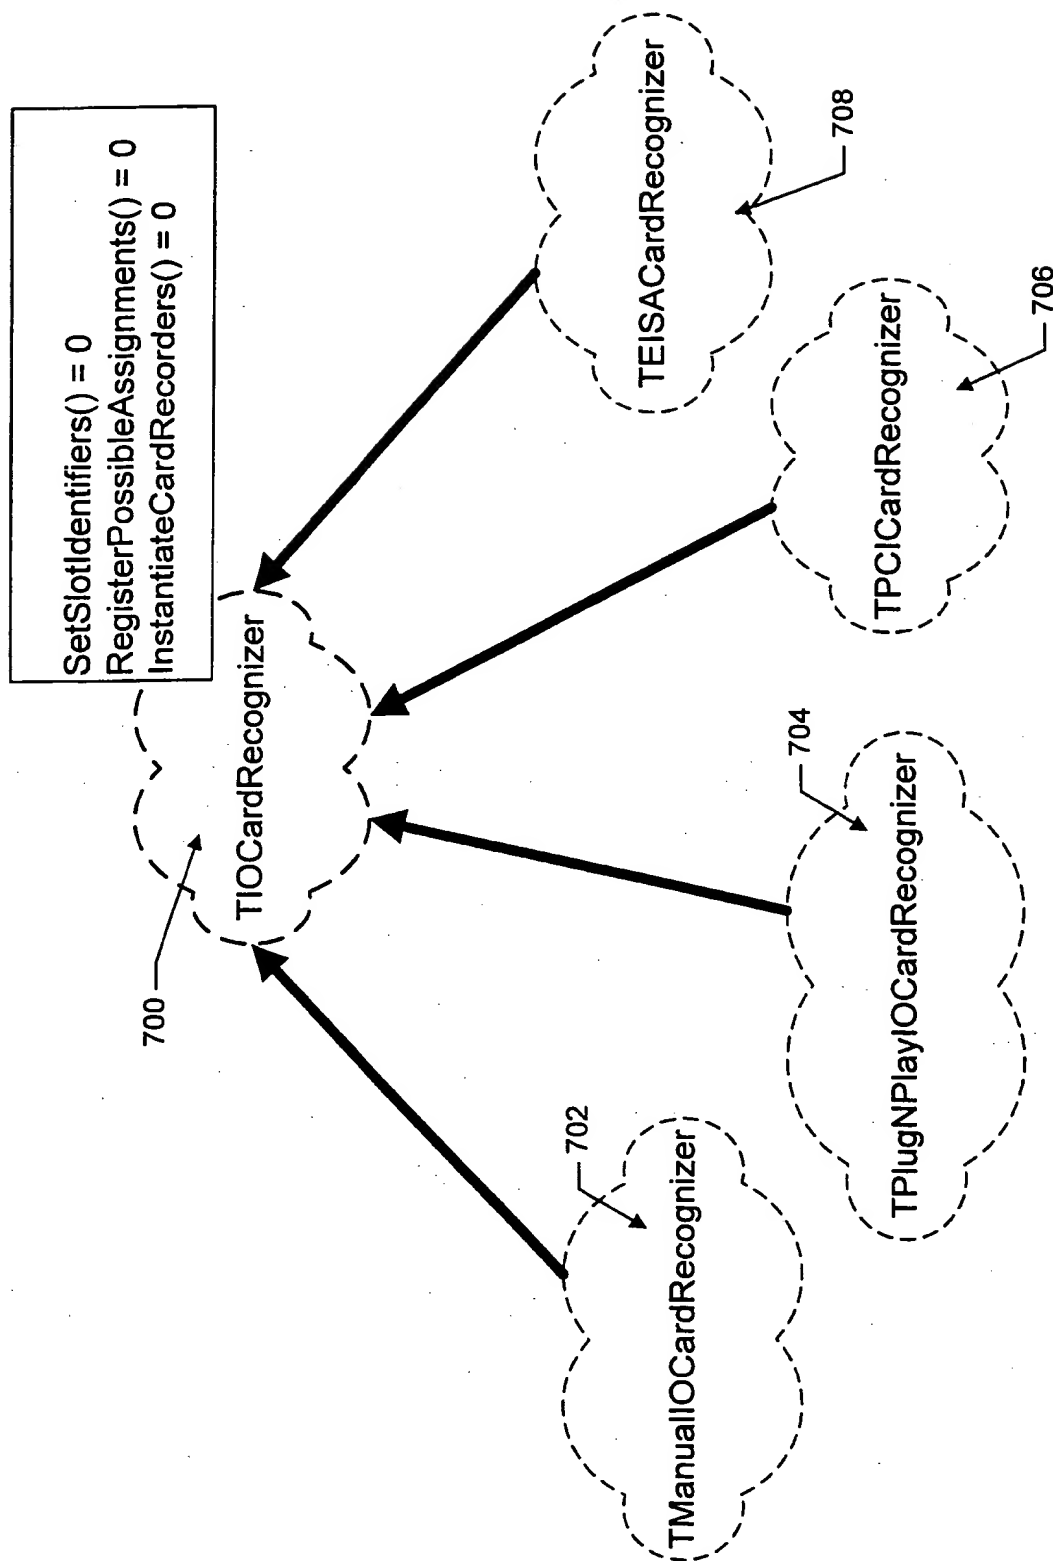 SetSlotIdentifiers() = 0
RegisterPossibleAssignments() = 0
InstantiateCardRecorders() = 0
700
TIOCardRecognizer
702
TManualIOCardRecognizer
704
TPlugNPlayIOCardRecognizer
706
TPCICardRecognizer
708
TEISACardRecognizer